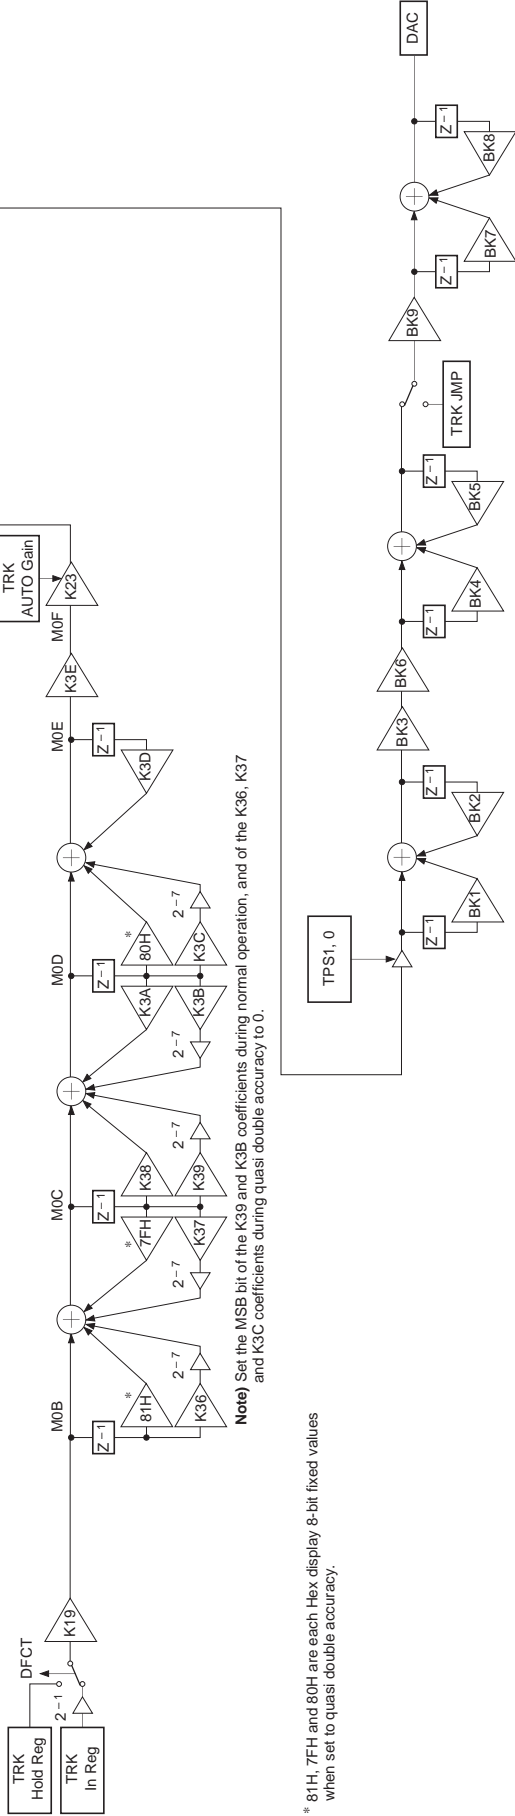 TRK
Hold Reg
TRK
In Reg
2–1
DFCT
K19
M0B
Z–1
81H
*
K36
2–7
7FH
*
K37
2–7
M0C
Z–1
K38
K39
2–7
K3A
K3B
2–7
M0D
Z–1
80H
*
K3C
2–7
K3D
Z–1
M0E
K3E
M0F
K23
TRK
AUTO Gain
Note) Set the MSB bit of the K39 and K3B coefficients during normal operation, and of the K36, K37
and K3C coefficients during quasi double accuracy to 0.
* 81H, 7FH and 80H are each Hex display 8-bit fixed values
when set to quasi double accuracy.
TPS1, 0
Z–1
BK1
Z–1
BK2
BK3
BK6
Z–1
BK4
Z–1
BK5
TRK JMP
BK9
Z–1
BK7
Z–1
BK8
DAC